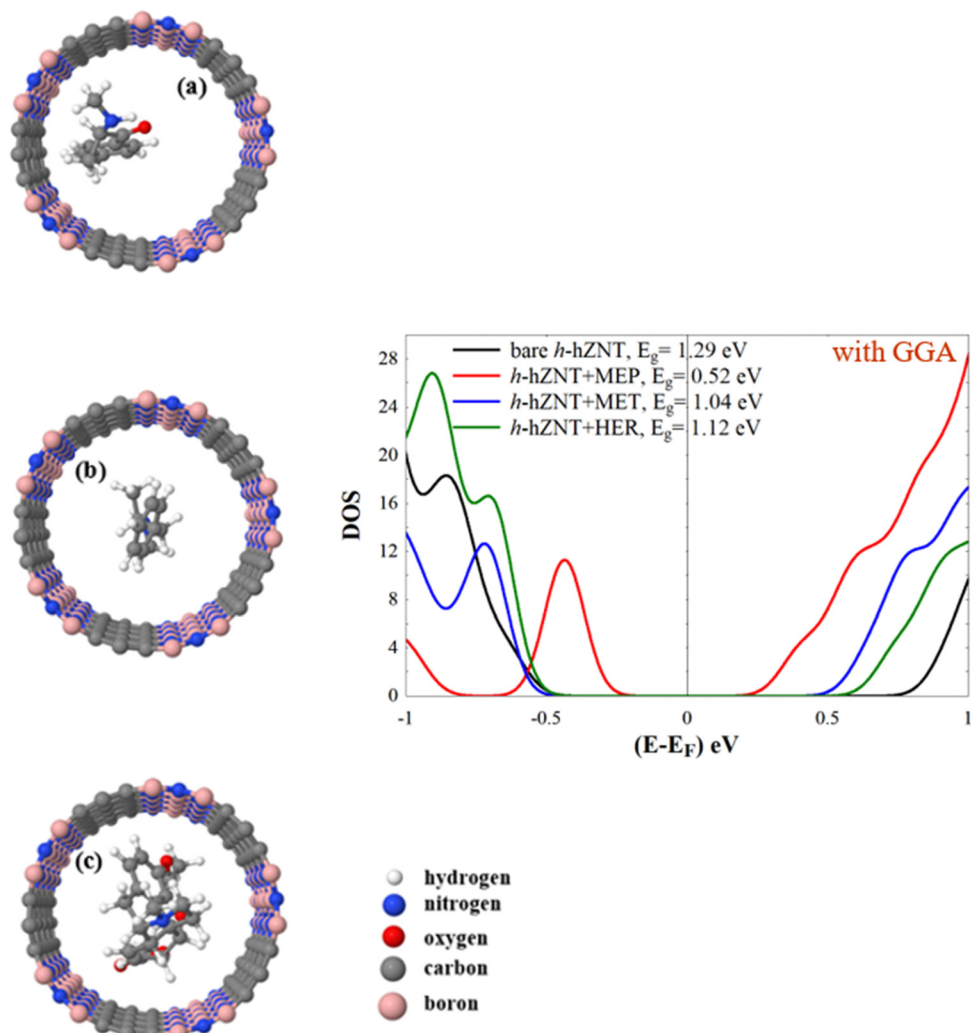 (a)
28
24
20
16
12
8
4
0
DOS
bare h-hZNT, Eg= 1.29 eV
h-hZNT+MEP, Eg= 0.52 eV
h-hZNT+MET, Eg= 1.04 eV
h-hZNT+HER, Eg= 1.12 eV
with GGA
(b)
-1 -0.5 0 0.5 1
(E-EF) eV
(c)
hydrogen
nitrogen
oxygen
carbon
boron